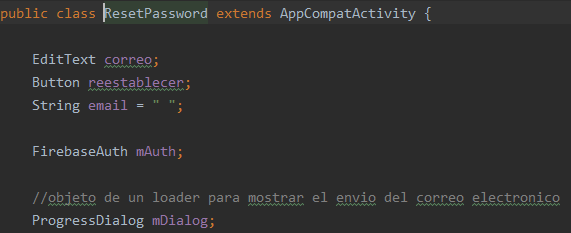 public class ResetPassword extends AppCompatActivity {
EditText correo;
Button reestablecer;
String email = " ";
FirebaseAuth mAuth;
//objeto de un loader para mostrar el envio del correo electronico
ProgressDialog mDialog;